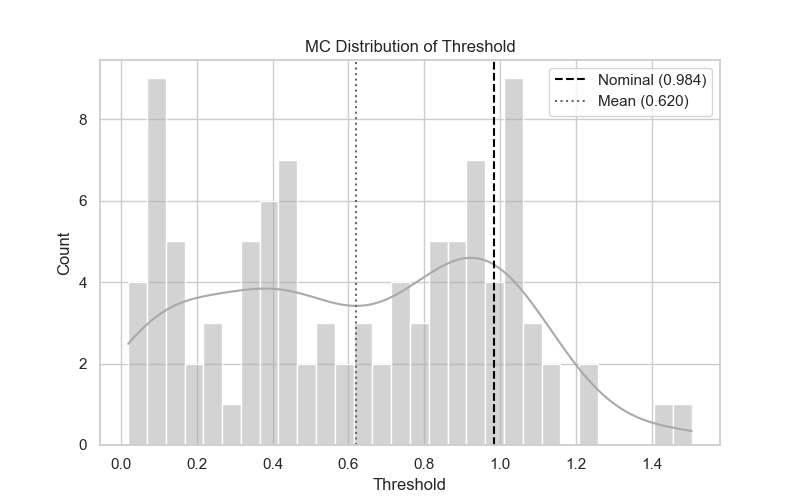 MC Distribution of Threshold
Nominal (0.984)
Mean (0.620)
Count
8
6
4
2
0
0.0 0.2 0.4 0.6 0.8 1.0 1.2 1.4
Threshold